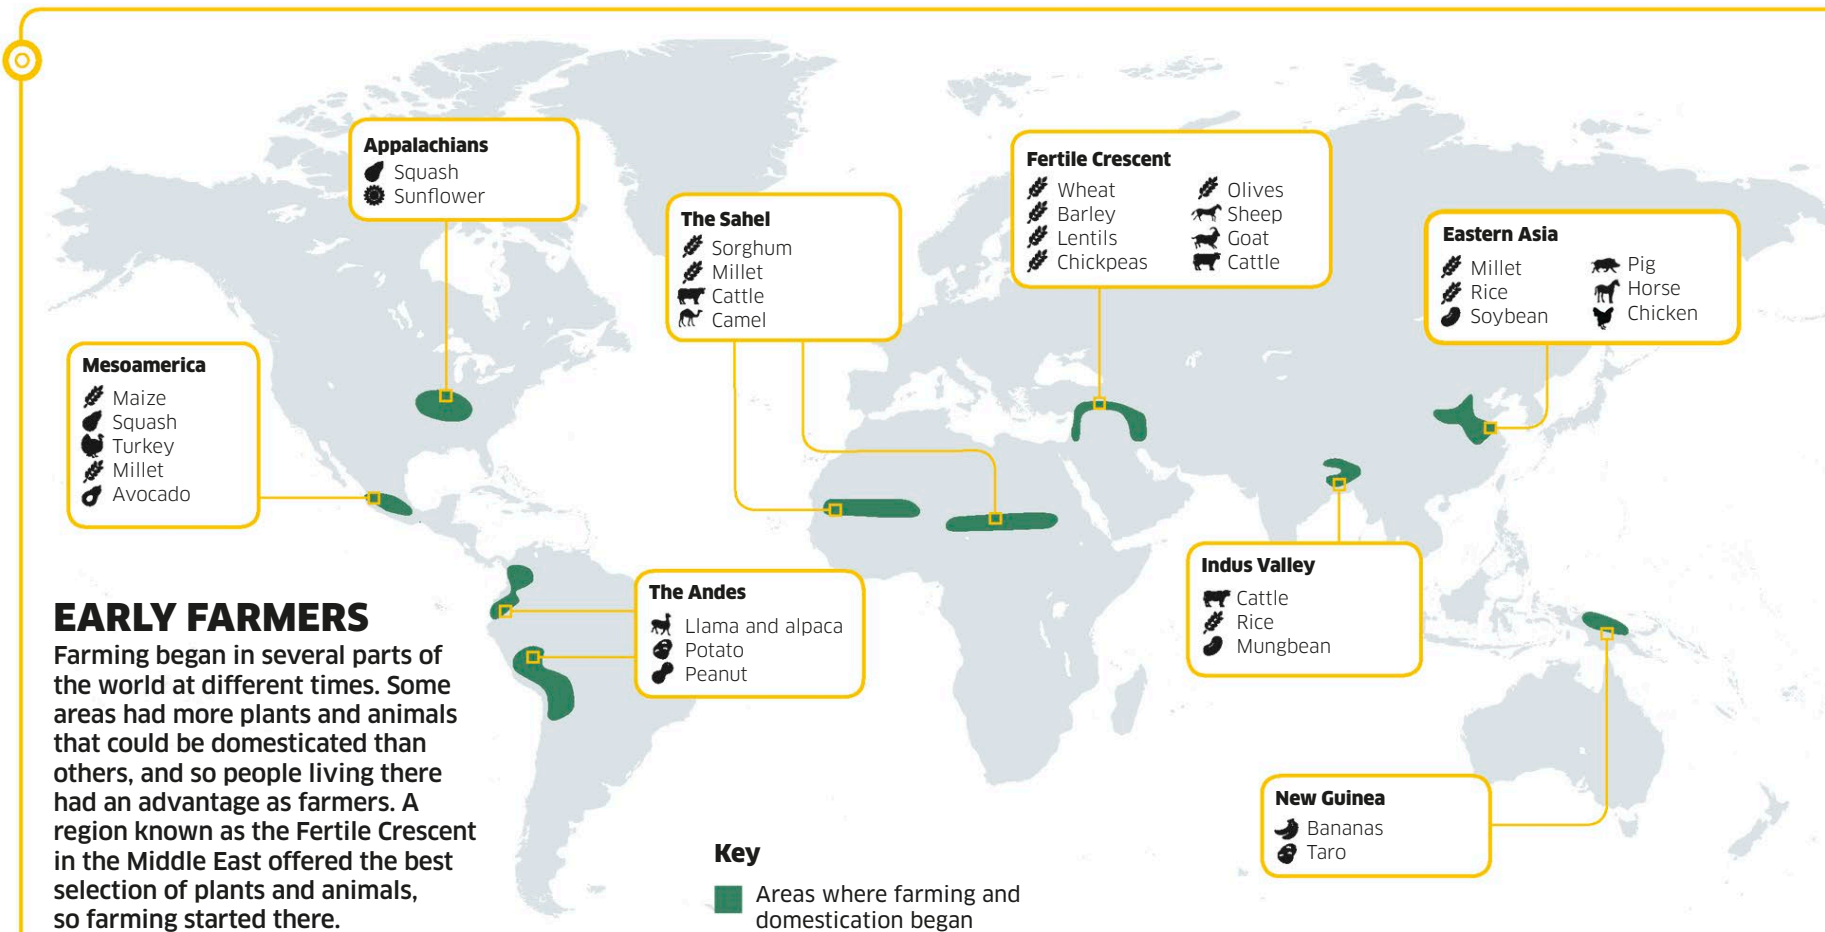 Appalachians
Squash
Sunflower
Fertile Crescent
Wheat
Barley
Lentils
Chickpeas
Olives
Sheep
Goat
Cattle
The Sahel
Sorghum
Millet
Cattle
Camel
Eastern Asia
Millet
Rice
Soybean
Pig
Horse
Chicken
Mesoamerica
Maize
Squash
Turkey
Millet
Avocado
Indus Valley
Cattle
Rice
Mungbean
The Andes
Llama and alpaca
Potato
Peanut
EARLY FARMERS
Farming began in several parts of
the world at different times. Some
areas had more plants and animals
that could be domesticated than
others, and so people living there
had an advantage as farmers. A
region known as the Fertile Crescent
in the Middle East offered the best
selection of plants and animals,
so farming started there.
New Guinea
Bananas
Taro
Key
Areas where farming and
domestication began